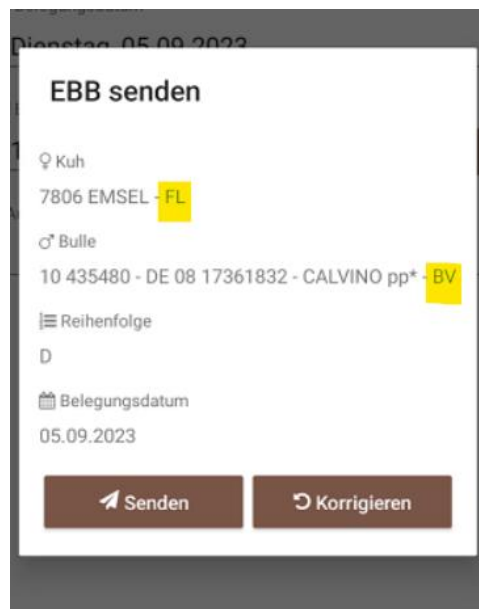 Dienstag, 05.09.2023
EBB senden
♀ Kuh
7806 EMSEL - FL
♂ Bulle
10 435480 - DE 08 17361832 - CALVINO pp* - BV
Reihenfolge
D
Belegungsdatum
05.09.2023
Senden
Korrigieren